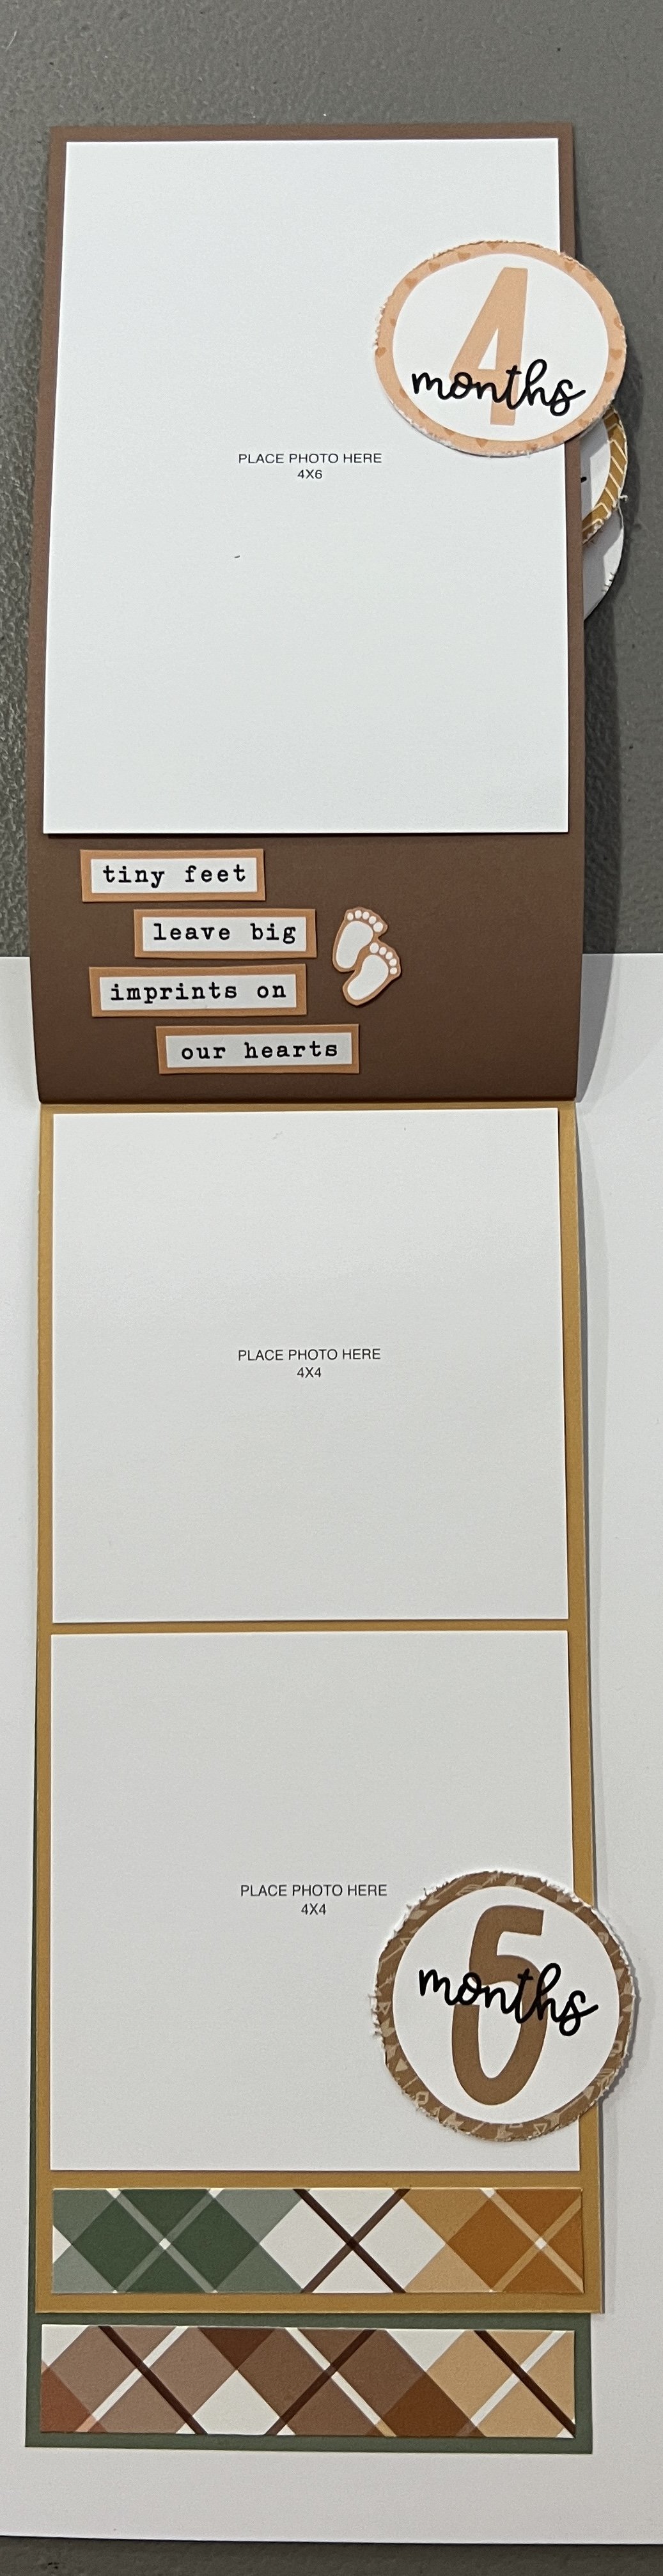 4
months
PLACE PHOTO HERE
4X6
tiny feet
leave big
imprints on
our hearts
PLACE PHOTO HERE
4X4
PLACE PHOTO HERE
4X4
5
months